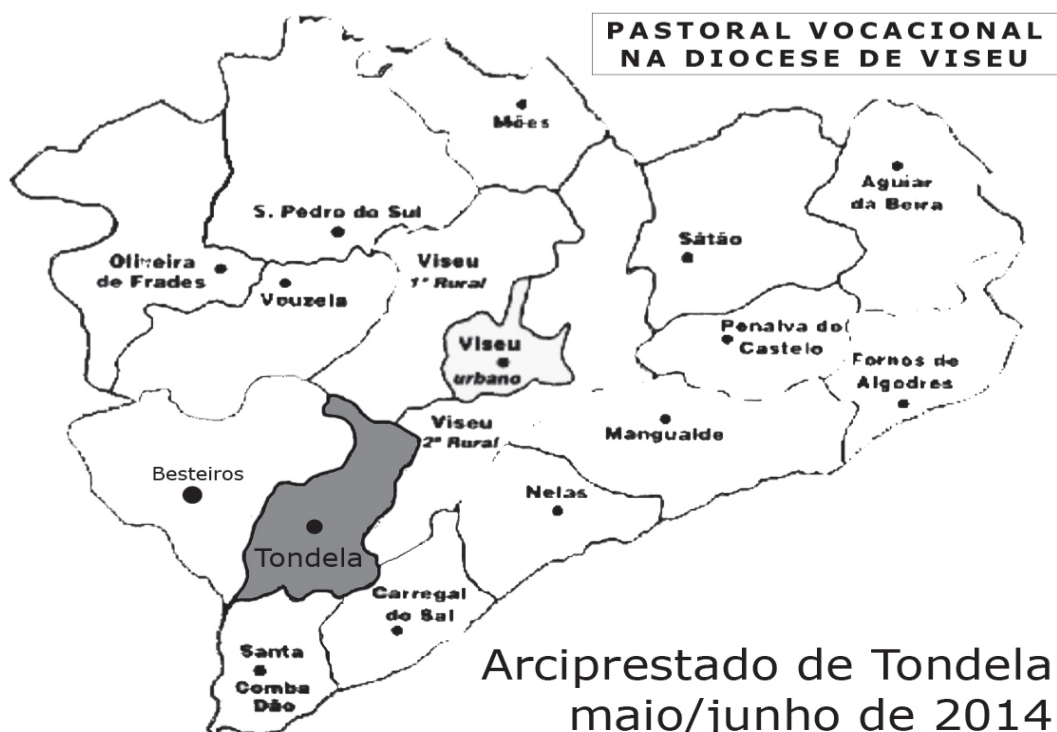 PASTORAL VOCACIONAL
NA DIOCESE DE VISEU
Mões
Aguiar
da Beira
S. Pedro do Sul
Sátão
Oliveira
de Frades
Vouzela
Viseu
1ª Rural
Viseu
urbano
Penalva do
Castelo
Fornos de
Algodres
Viseu
2ª Rural
Mangualde
Besteiros
Nelas
Tondela
Carregal
do Sal
Santa
Comba
Dão
Arciprestado de Tondela
maio/junho de 2014